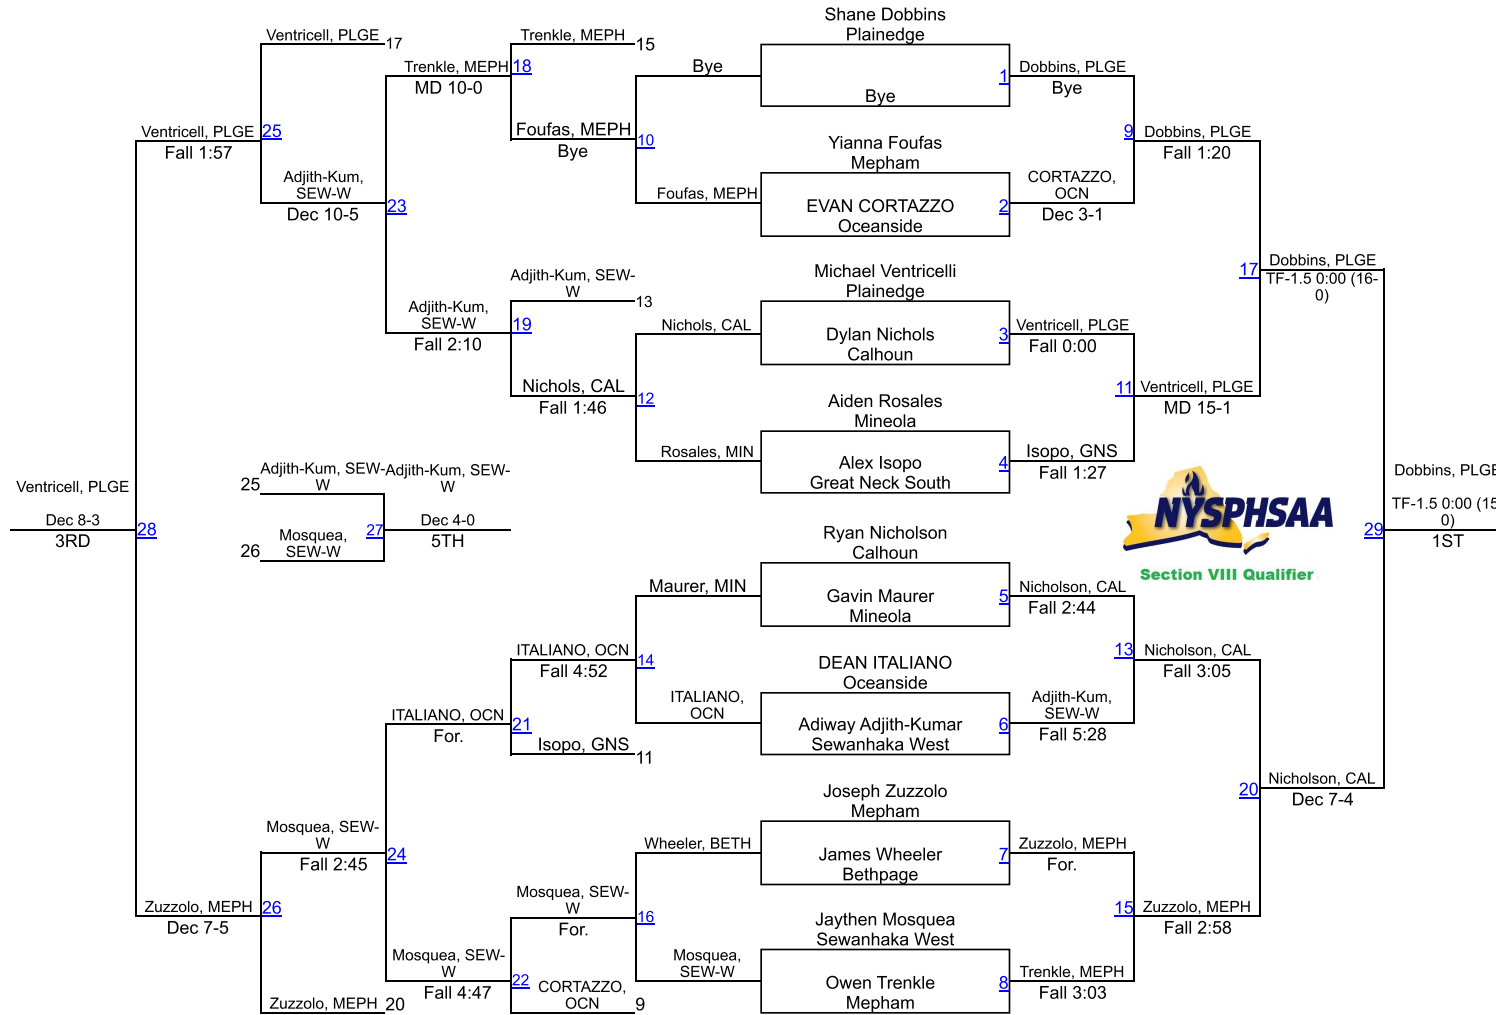 Shane Dobbins
Plainedge
Bye
1
Yianna Foufas
Mepham
EVAN CORTAZZO
Oceanside
2
Michael Ventricelli
Plainedge
Dylan Nichols
Calhoun
3
Aiden Rosales
Mineola
Alex Isopo
Great Neck South
4
Ryan Nicholson
Calhoun
Gavin Maurer
Mineola
5
DEAN ITALIANO
Oceanside
Adiway Adjith-Kumar
Sewanhaka West
6
Joseph Zuzzolo
Mepham
James Wheeler
Bethpage
7
Jaythen Mosquea
Sewanhaka West
Owen Trenkle
Mepham
8
Dobbins, PLGE
Bye
9
CORTAZZO,
OCN
Dec 3-1
Ventricell, PLGE
Fall 0:00
11
Isopo, GNS
Fall 1:27
Nicholson, CAL
Fall 2:44
13
Adjith-Kum,
SEW-W
Fall 5:28
Zuzzolo, MEPH
For.
15
Trenkle, MEPH
Fall 3:03
Dobbins, PLGE
Fall 1:20
17
Ventricell, PLGE
MD 15-1
Nicholson, CAL
Fall 3:05
20
Zuzzolo, MEPH
Fall 2:58
Dobbins, PLGE
TF-1.5 0:00 (16-
0)
29
Nicholson, CAL
Dec 7-4
Dobbins, PLGE
TF-1.5 0:00 (15
0)
1ST
NYSPHSAA
Section VIII Qualifier
Bye
10
Foufas, MEPH
Nichols, CAL
12
Rosales, MIN
Maurer, MIN
14
ITALIANO,
OCN
Wheeler, BETH
16
Mosquea,
SEW-W
Trenkle, MEPH
15
18
Foufas, MEPH
Bye
Adjith-Kum, SEW-
W
13
19
Nichols, CAL
Fall 1:46
ITALIANO, OCN
Fall 4:52
21
Isopo, GNS
11
Mosquea, SEW-
W
For.
22
CORTAZZO,
OCN
9
Trenkle, MEPH
MD 10-0
23
Adjith-Kum,
SEW-W
Fall 2:10
ITALIANO, OCN
For.
24
Mosquea, SEW-
W
Fall 4:47
Ventricell, PLGE
17
25
Adjith-Kum,
SEW-W
Dec 10-5
Mosquea, SEW-
W
Fall 2:45
26
Zuzzolo, MEPH
20
Ventricell, PLGE
Fall 1:57
28
Zuzzolo, MEPH
Dec 7-5
Ventricell, PLGE
Dec 8-3
3RD
25
Adjith-Kum, SEW-
W
27
26
Mosquea,
SEW-W
Adjith-Kum, SEW-
W
Dec 4-0
5TH